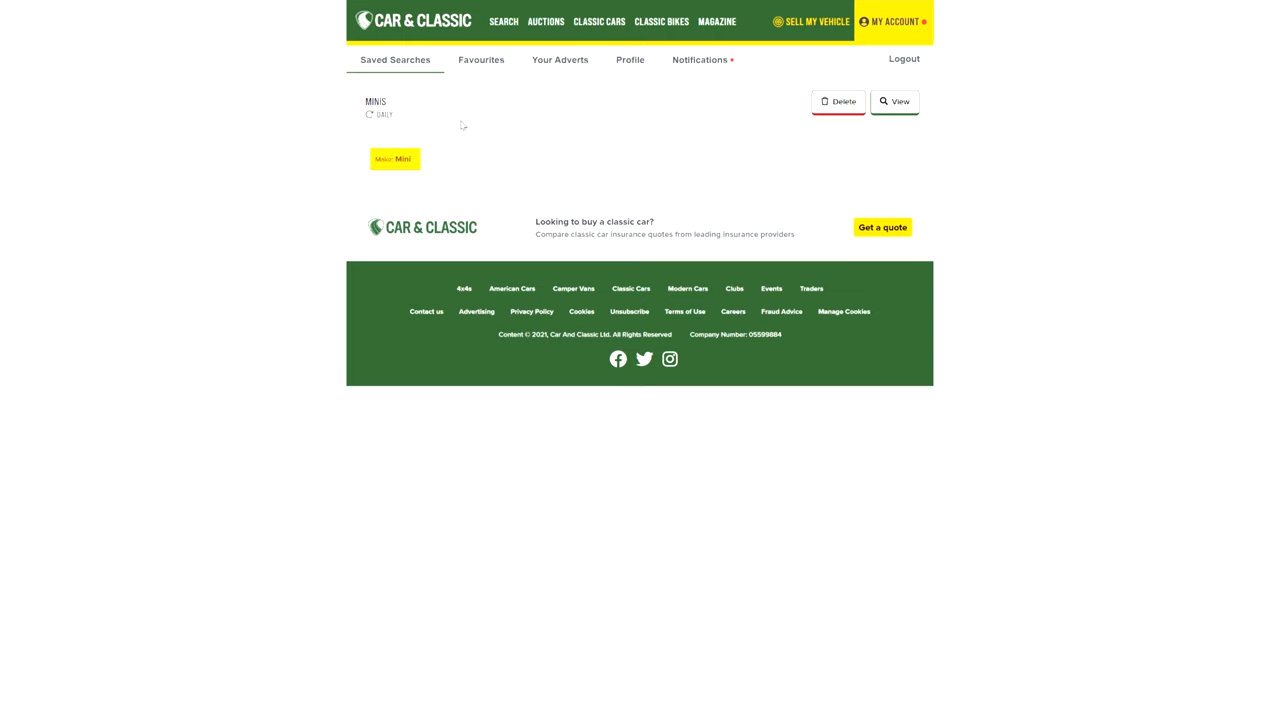 CAR & CLASSIC SEARCH AUCTIONS CLASSIC CARS CLASSIC BIKES MAGAZINE SELL MY VEHICLE MY ACCOUNT
Saved Searches Favourites Your Adverts Profile Notifications Logout
MINIS
DAILY
Delete View
Make: Mini
CAR & CLASSIC
Looking to buy a classic car?
Compare classic car insurance quotes from leading insurance providers
Get a quote
4x4s American Cars Camper Vans Classic Cars Modern Cars Clubs Events Traders
Contact us Advertising Privacy Policy Cookies Unsubscribe Terms of Use Careers Fraud Advice Manage Cookies
Content © 2021, Car And Classic Ltd. All Rights Reserved Company Number: 05599884